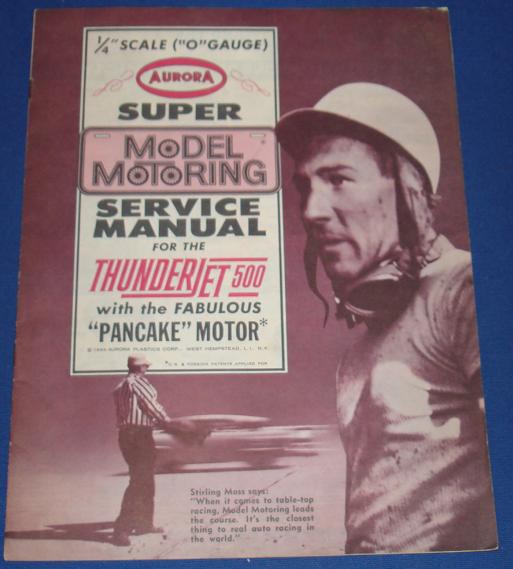 1/4" SCALE ("O" GAUGE)
AURORA
SUPER
MODEL
MOTORING
®
SERVICE
MANUAL
FOR THE
THUNDERJET 500
with the FABULOUS
"PANCAKE" MOTOR*
AURORA PLASTICS CORP., WEST HEMPSTEAD, L. I., N.Y.
*U.S. & FOREIGN PATENTS APPLIED FOR
Stirling Moss says:
"When it comes to table-top
racing, Model Motoring leads
the course. It's the closest
thing to real auto racing in
the world."